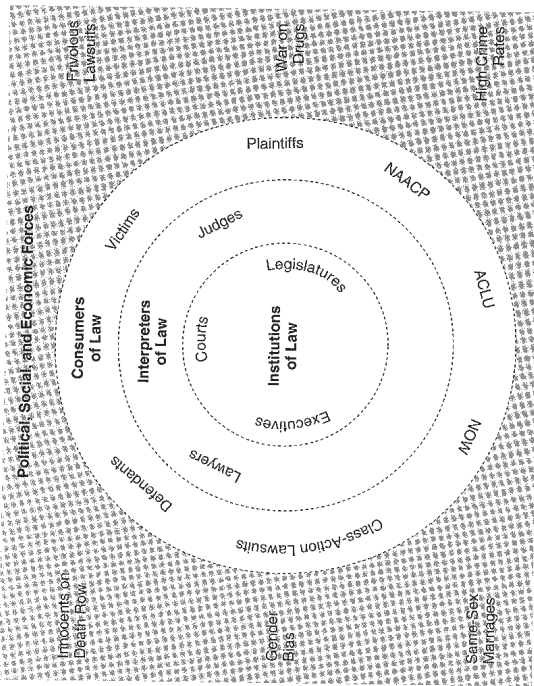 Political, Social, and Economic Forces
Innocents on
Death Row
Frivolous
Lawsuits
Consumers
of Law
Defendants
Victims
Interpreters
of Law
Lawyers
Judges
Courts
Institutions
of Law
Executives
Legislatures
Class-Action Lawsuits
Plaintiffs
Gender
Bias
War on
Drugs
NOW
ACLU
NAACP
Same-Sex
Marriages
High Crime
Rates